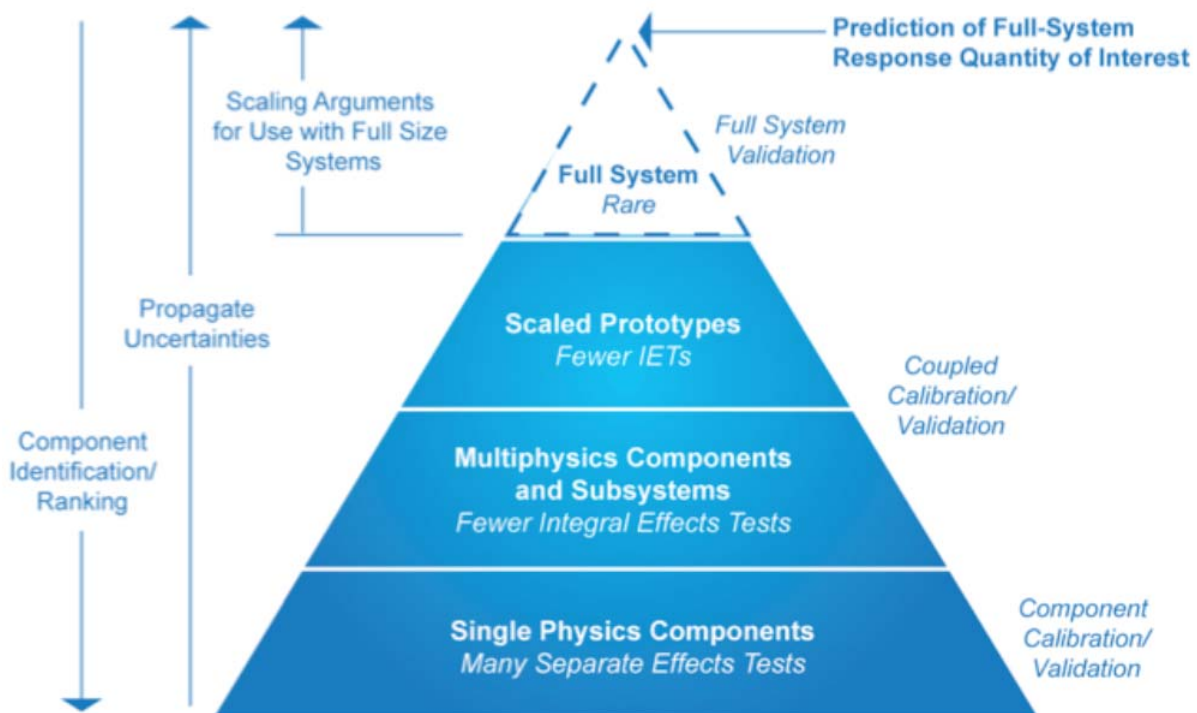 Prediction of Full-System
Response Quantity of Interest
Scaling Arguments
for Use with Full Size
Systems
Full System
Validation
Full System
Rare
Propagate
Uncertainties
Scaled Prototypes
Fewer IETs
Coupled
Calibration/
Validation
Component
Identification/
Ranking
Multiphysics Components
and Subsystems
Fewer Integral Effects Tests
Single Physics Components
Many Separate Effects Tests
Component
Calibration/
Validation